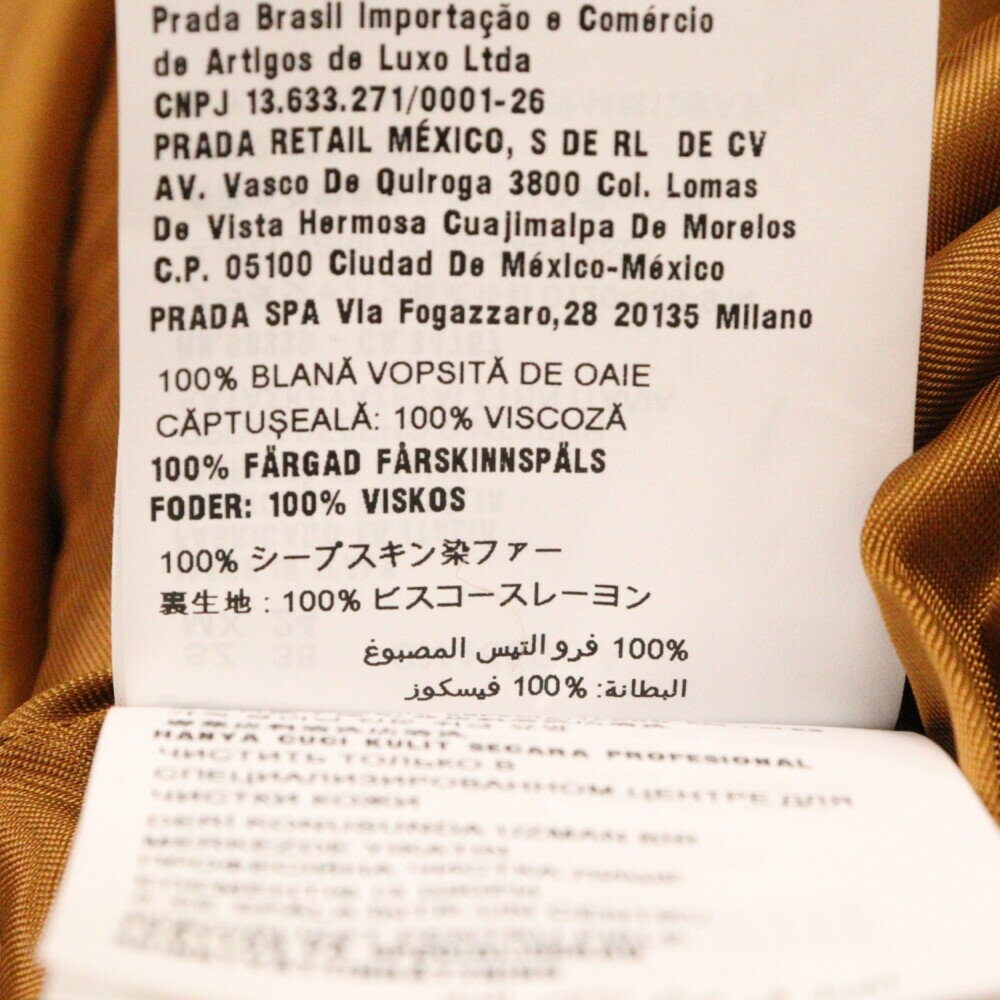 Prada Brasil Importação e Comércio
de Artigos de Luxo Ltda
CNPJ 13.633.271/0001-26
PRADA RETAIL MÉXICO, S DE RL DE CV
AV. Vasco De Quiroga 3800 Col. Lomas
De Vista Hermosa Cuajimalpa De Morelos
C.P. 05100 Ciudad De México-México
PRADA SPA Via Fogazzaro,28 20135 Milano
100% BLANĂ VOPSITĂ DE OAIE
CĂPTUŞEALĂ: 100% VISCOZĂ
100% FÄRGAD FÅRSKINNSPÄLS
FODER: 100% VISKOS
100% シープスキン染ファー
裏生地 : 100% ビスコースレーヨン
100% فرو التيس المصبوغ
البطانة: 100% فيسكوز
HANYA CUCI KULIT SECARA PROFESIONAL
ЧИСТИТЬ ТОЛЬКО В
СПЕЦИАЛИЗИРОВАННОМ ЦЕНТРЕ ДЛЯ
ЧИСТКИ КОЖИ
DERİ KONUSUNDA UZMAN BİR